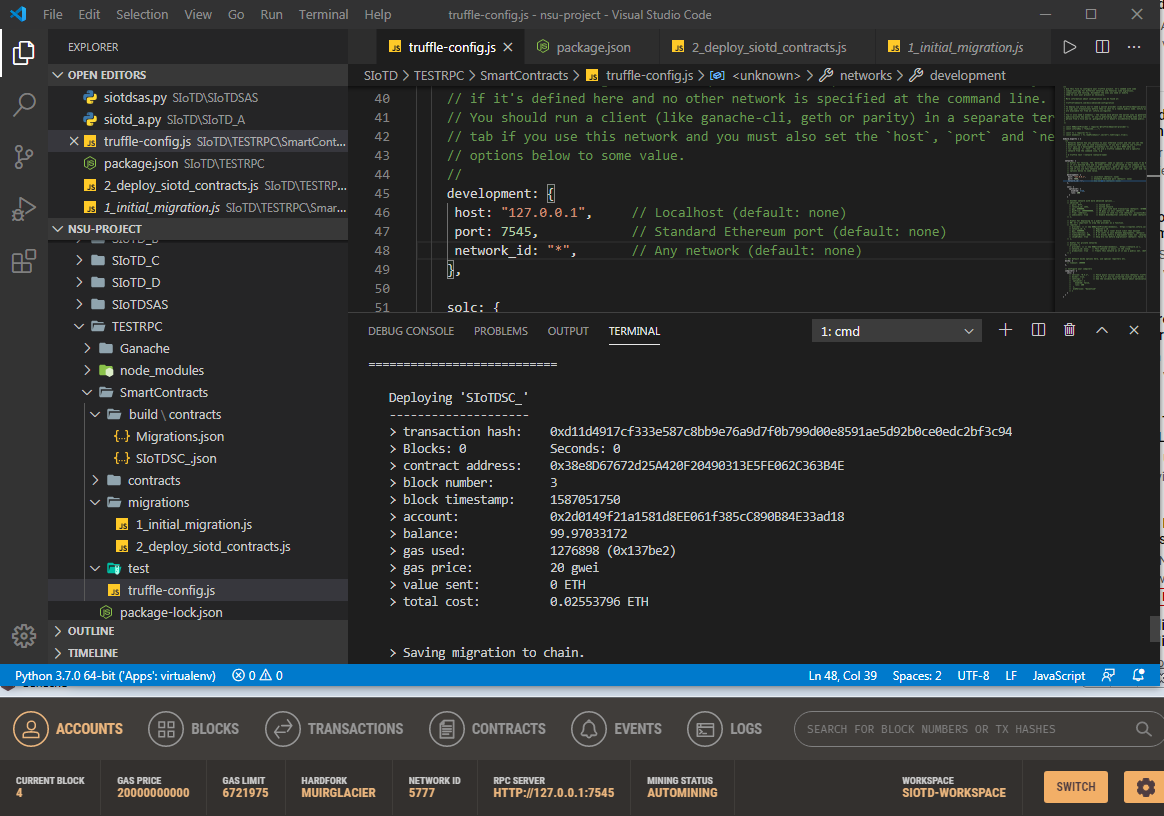 File Edit Selection View Go Run Terminal Help truffle-config.js - nsu-project - Visual Studio Code
EXPLORER
OPEN EDITORS
siotdsas.py SIoTD\SIoTDSAS
siotd_a.py SIoTD\SIoTD_A
truffle-config.js SIoTD\TESTRPC\SmartCont...
package.json SIoTD\TESTRPC
2_deploy_siotd_contracts.js SIoTD\TESTRP...
1_initial_migration.js SIoTD\TESTRPC\Smar...
NSU-PROJECT
SIoTD_B
SIoTD_C
SIoTD_D
SIoTDSAS
TESTRPC
Ganache
node_modules
SmartContracts
build \ contracts
Migrations.json
SIoTDSC_.json
contracts
migrations
1_initial_migration.js
2_deploy_siotd_contracts.js
test
truffle-config.js
package-lock.json
OUTLINE
TIMELINE
truffle-config.js package.json 2_deploy_siotd_contracts.js 1_initial_migration.js
SIoTD > TESTRPC > SmartContracts > truffle-config.js > <unknown> > networks > development
40 // if it's defined here and no other network is specified at the command line.
41 // You should run a client (like ganache-cli, geth or parity) in a separate ter
42 // tab if you use this network and you must also set the `host`, `port` and `ne
43 // options below to some value.
44 //
45 development: {
46 host: "127.0.0.1", // Localhost (default: none)
47 port: 7545, // Standard Ethereum port (default: none)
48 network_id: "*", // Any network (default: none)
49 },
50
51 solc: {
DEBUG CONSOLE PROBLEMS OUTPUT TERMINAL 1: cmd
===========================
Deploying 'SIoTDSC_'
--------------------
> transaction hash: 0xd11d4917cf333e587c8bb9e76a9d7f0b799d00e8591ae5d92b0ce0edc2bf3c94
> Blocks: 0 Seconds: 0
> contract address: 0x38e8D67672d25A420F20490313E5FE062C363B4E
> block number: 3
> block timestamp: 1587051750
> account: 0x2d0149f21a1581d8EE061f385cC890B84E33ad18
> balance: 99.97033172
> gas used: 1276898 (0x137be2)
> gas price: 20 gwei
> value sent: 0 ETH
> total cost: 0.02553796 ETH
> Saving migration to chain.
Python 3.7.0 64-bit ('Apps': virtualenv) 0 0 Ln 48, Col 39 Spaces: 2 UTF-8 LF JavaScript
ACCOUNTS BLOCKS TRANSACTIONS CONTRACTS EVENTS LOGS SEARCH FOR BLOCK NUMBERS OR TX HASHES
CURRENT BLOCK GAS PRICE GAS LIMIT HARDFORK NETWORK ID RPC SERVER MINING STATUS WORKSPACE
4 20000000000 6721975 MUIRGLACIER 5777 HTTP://127.0.0.1:7545 AUTOMINING SIOTD-WORKSPACE
SWITCH